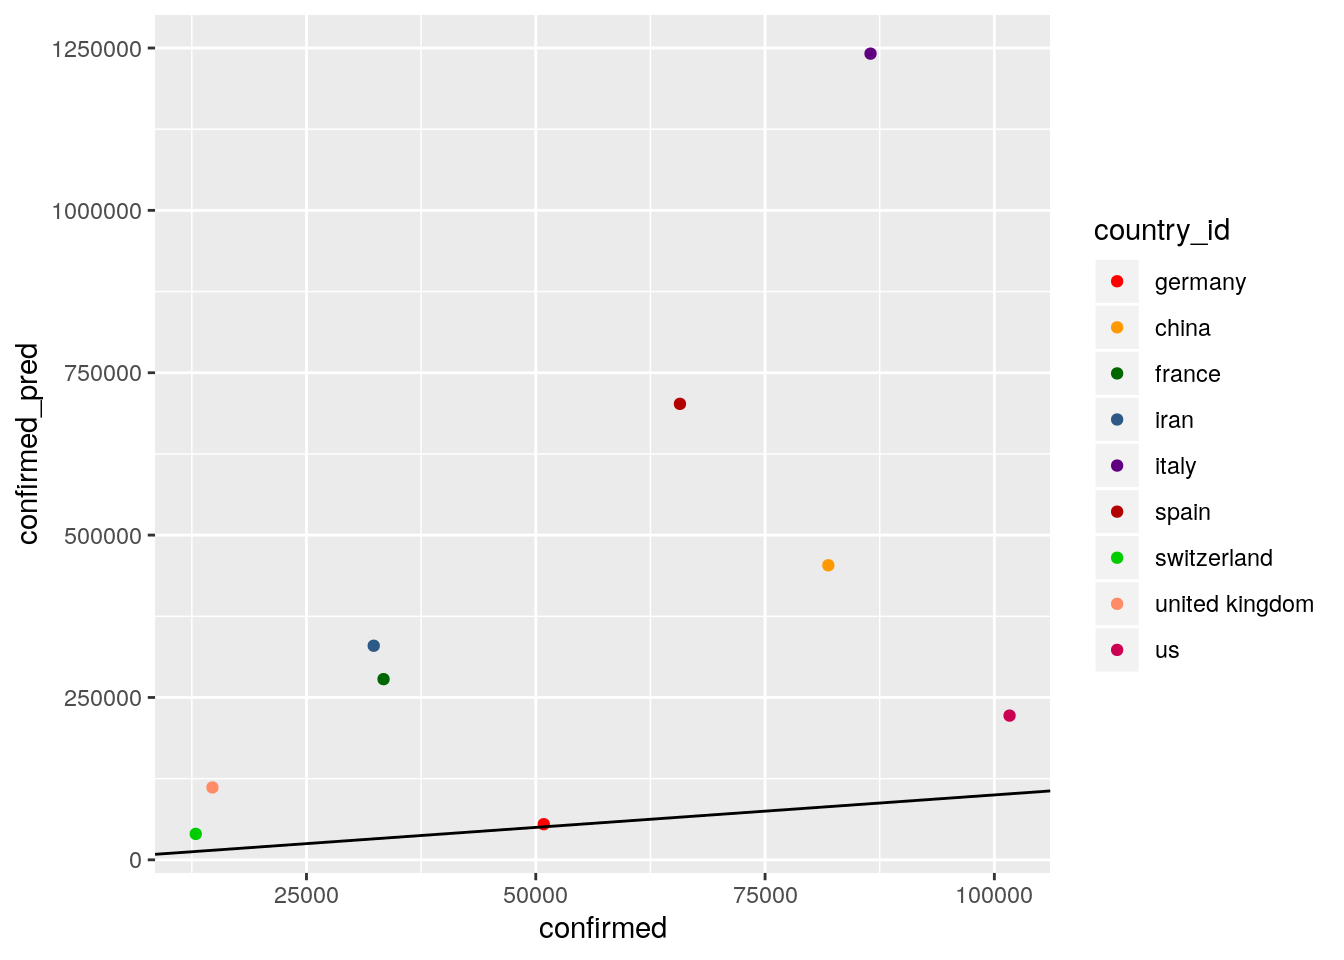 1250000
1000000
750000
500000
250000
0
confirmed_pred
25000 50000 75000 100000
confirmed
country_id
germany
china
france
iran
italy
spain
switzerland
united kingdom
us